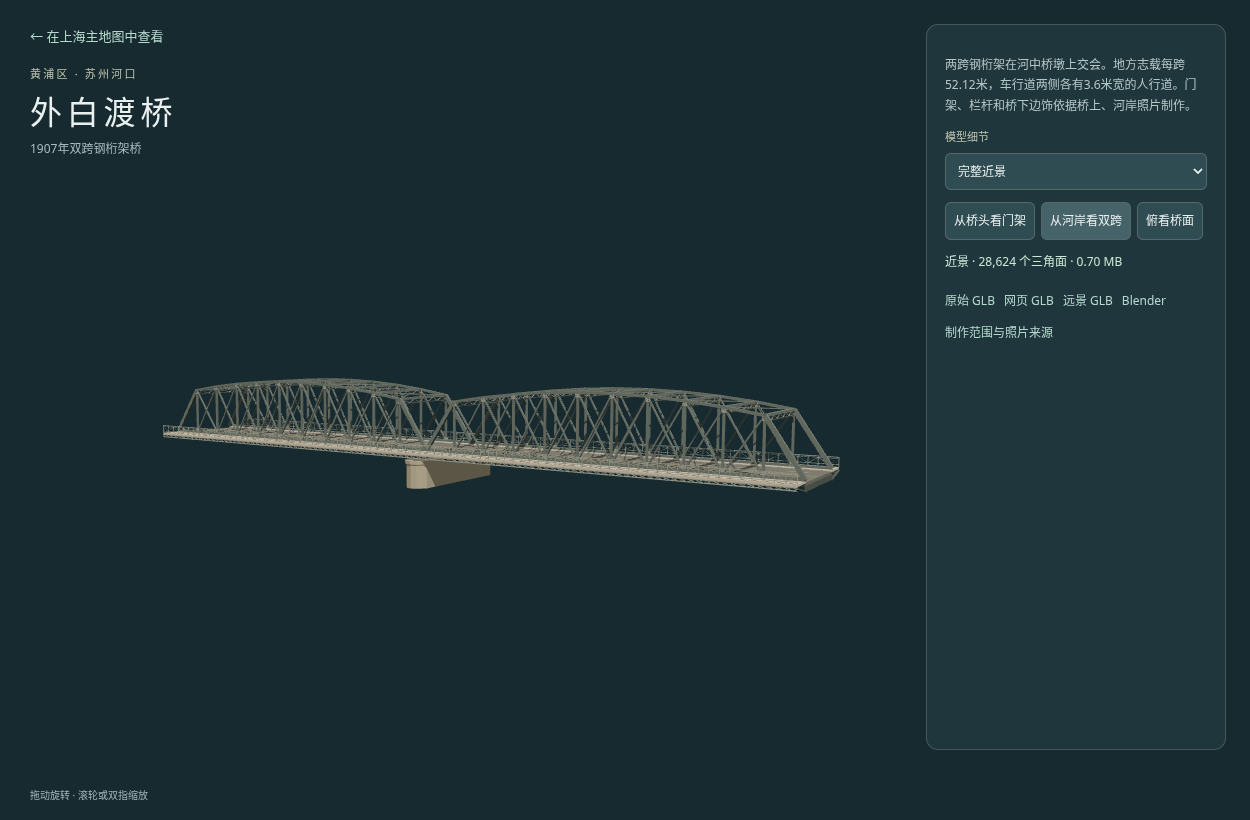 ← 在上海主地图中查看
黄浦区 · 苏州河口
外白渡桥
1907年双跨钢桁架桥
两跨钢桁架在河中桥墩上交会。地方志载每跨
52.12米，车行道两侧各有3.6米宽的人行道。门
架、栏杆和桥下边饰依据桥上、河岸照片制作。
模型细节
完整近景
从桥头看门架 从河岸看双跨 俯看桥面
近景 · 28,624 个三角面 · 0.70 MB
原始 GLB 网页 GLB 远景 GLB Blender
制作范围与照片来源
拖动旋转 · 滚轮或双指缩放